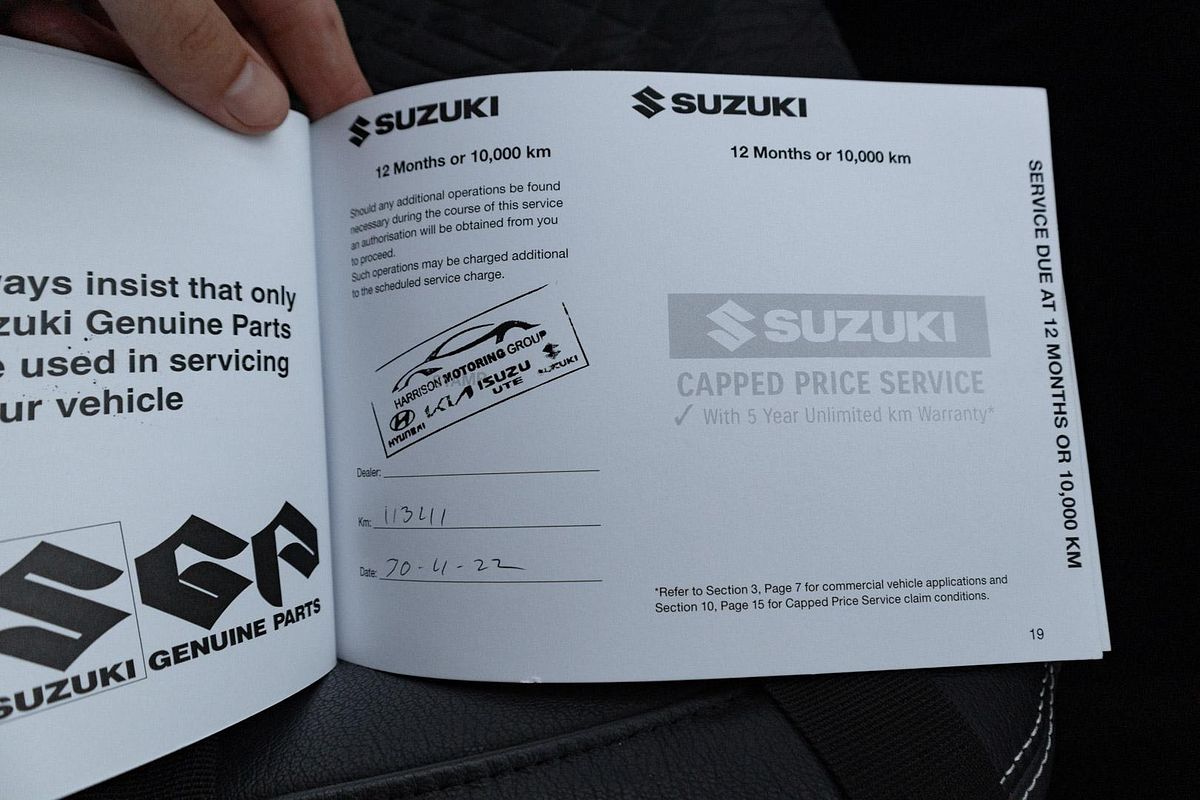 ays insist that only
zuki Genuine Parts
e used in servicing
ur vehicle
SUZUKI
GENUINE PARTS
SUZUKI
12 Months or 10,000 km
Should any additional operations be found
necessary during the course of this service
an authorisation will be obtained from you
to proceed.
Such operations may be charged additional
to the scheduled service charge.
HARRISON MOTORING GROUP
HYUNDAI KIA ISUZU UTE SUZUKI
Dealer:
Km: 11341
Date: 30-11-22
SUZUKI
12 Months or 10,000 km
SUZUKI
CAPPED PRICE SERVICE
✓ With 5 Year Unlimited km Warranty*
*Refer to Section 3, Page 7 for commercial vehicle applications and
Section 10, Page 15 for Capped Price Service claim conditions.
19
SERVICE DUE AT 12 MONTHS OR 10,000 KM